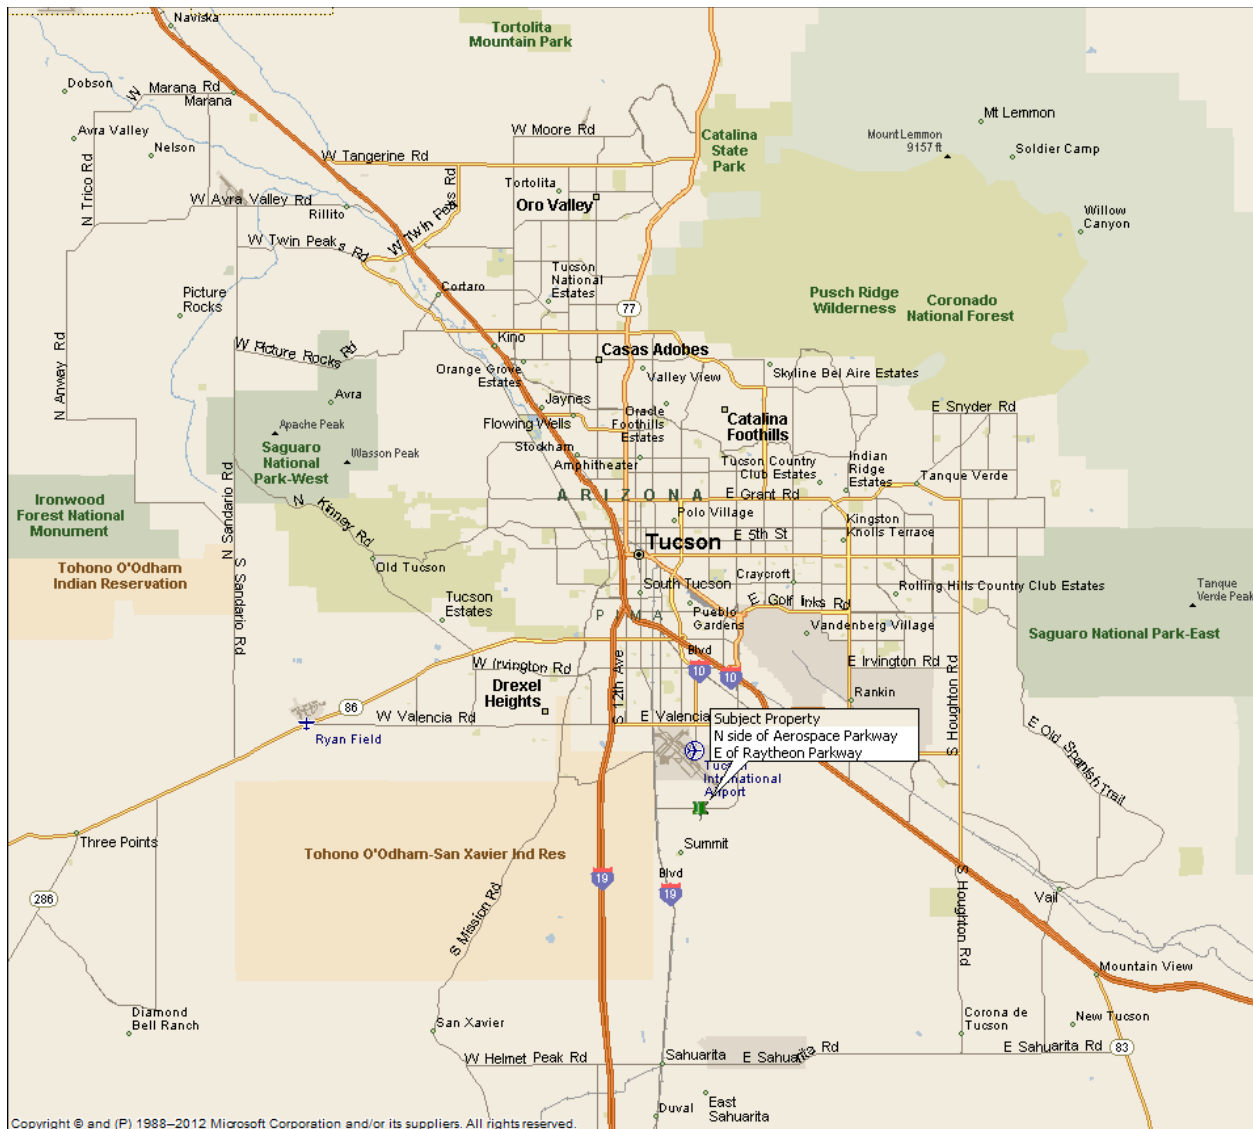 Naviska
Tortolita
Mountain Park
Dobson
W Marana Rd
Marana
Mt Lemmon
Avra Valley
Nelson
W Moore Rd
Catalina
State
Park
Mount Lemmon
9157 ft
Soldier Camp
W Tangerine Rd
N Trico Rd
W Avra Valley Rd
Rillito
W Twin Peaks Rd
Tortolita
Oro Valley
Willow
Canyon
W Twin Peaks Rd
Tucson
National
Estates
Cortaro
Picture
Rocks
77
Pusch Ridge
Wilderness
Coronado
National Forest
N Anway Rd
W Picture Rocks Rd
Kino
Casas Adobes
Orange Grove
Estates
Valley View
Skyline Bel Aire Estates
Avra
Jaynes
Flowing Wells
Oracle
Foothills
Estates
Catalina
Foothills
E Snyder Rd
Apache Peak
Wasson Peak
Saguaro
National
Park-West
Stockham
Amphitheater
Tucson Country
Club Estates
Indian
Ridge
Estates
Tanque Verde
Ironwood
Forest National
Monument
N Sandario Rd
N Kinney Rd
ARIZONA
E Grant Rd
Polo Village
Kingston
Knolls Terrace
E 5th St
Tucson
Tohono O'Odham
Indian Reservation
S Sandario Rd
Old Tucson
South Tucson
Craycroft
Rolling Hills Country Club Estates
Tanque
Verde Peak
Tucson
Estates
PIMA
Pueblo
Gardens
E Golf Links Rd
Vandenberg Village
Saguaro National Park-East
W Irvington Rd
S 12th Ave
Blvd
10
10
E Irvington Rd
Rankin
S Houghton Rd
Drexel
Heights
86
W Valencia Rd
Ryan Field
E Valencia
Subject Property
N side of Aerospace Parkway
E of Raytheon Parkway
Tucson
International
Airport
E Old Spanish Trail
Three Points
Tohono O'Odham-San Xavier Ind Res
Summit
286
19
Blvd
19
S Mission Rd
S Houghton Rd
Vail
Mountain View
Diamond
Bell Ranch
San Xavier
Corona de
Tucson
New Tucson
W Helmet Peak Rd
Sahuarita
E Sahuarita Rd
E Sahuarita Rd
83
East
Sahuarita
Duval
Copyright © and (P) 1988–2012 Microsoft Corporation and/or its suppliers. All rights reserved.